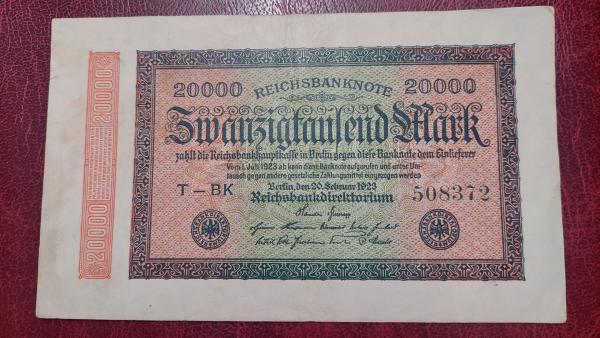 20000 REICHSBANKNOTE 20000
Zwanzigtausend Mark
zahlt die Reichsbankhauptkasse in Berlin gegen diese Banknote dem Einlieferer
Vom 1. Juli 1923 ab kann diese Banknote aufgerufen und unter Um-
tausch gegen andere gesetzliche Zahlungsmittel eingezogen werden
Berlin, den 20. Februar 1923
T-BK Reichsbankdirektorium 508372
20000 20000